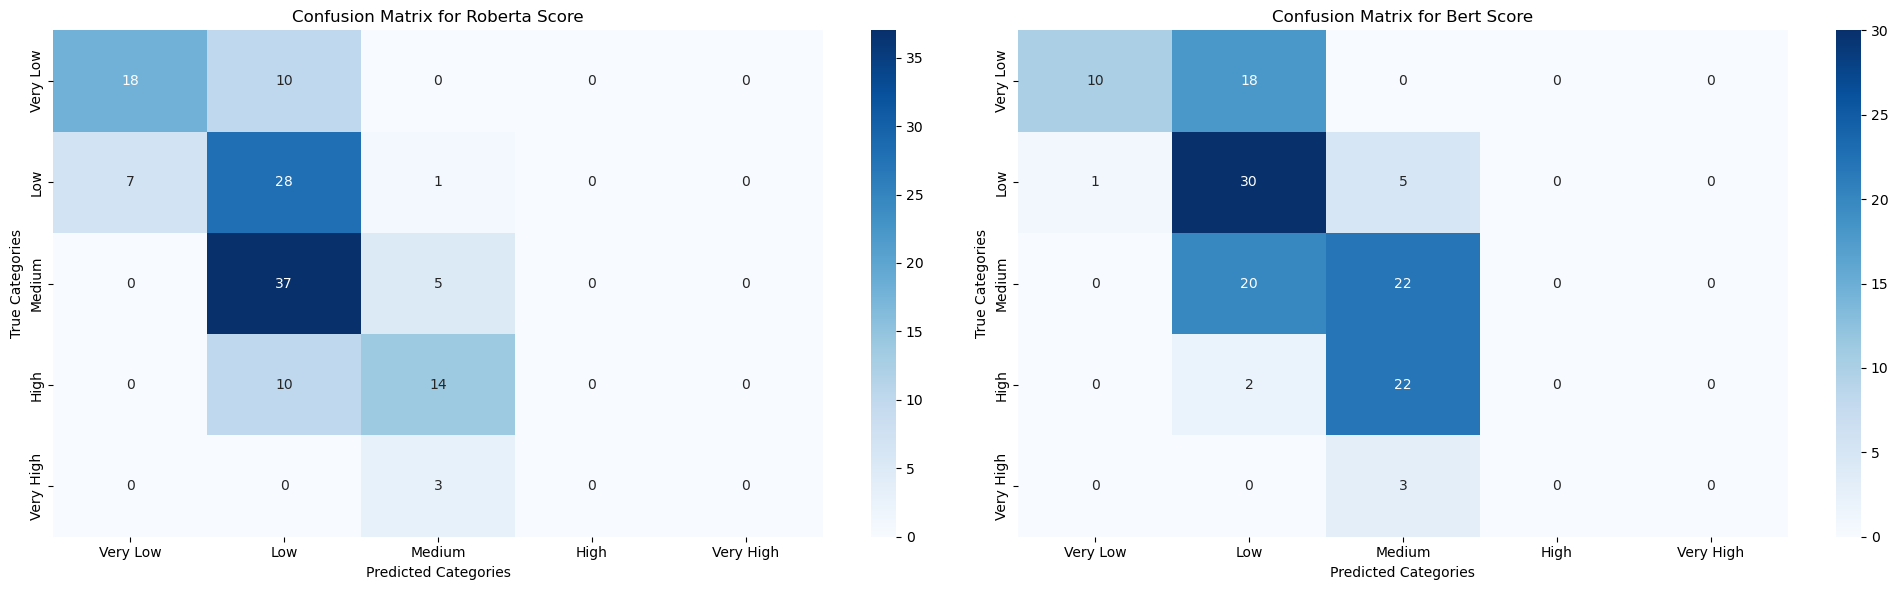 Confusion Matrix for Roberta Score
True Categories
Very Low 18 10 0 0 0
Low 7 28 1 0 0
Medium 0 37 5 0 0
High 0 10 14 0 0
Very High 0 0 3 0 0
Very Low Low Medium High Very High
Predicted Categories
35
30
25
20
15
10
5
0
Confusion Matrix for Bert Score
True Categories
Very Low 10 18 0 0 0
Low 1 30 5 0 0
Medium 0 20 22 0 0
High 0 2 22 0 0
Very High 0 0 3 0 0
Very Low Low Medium High Very High
Predicted Categories
30
25
20
15
10
5
0